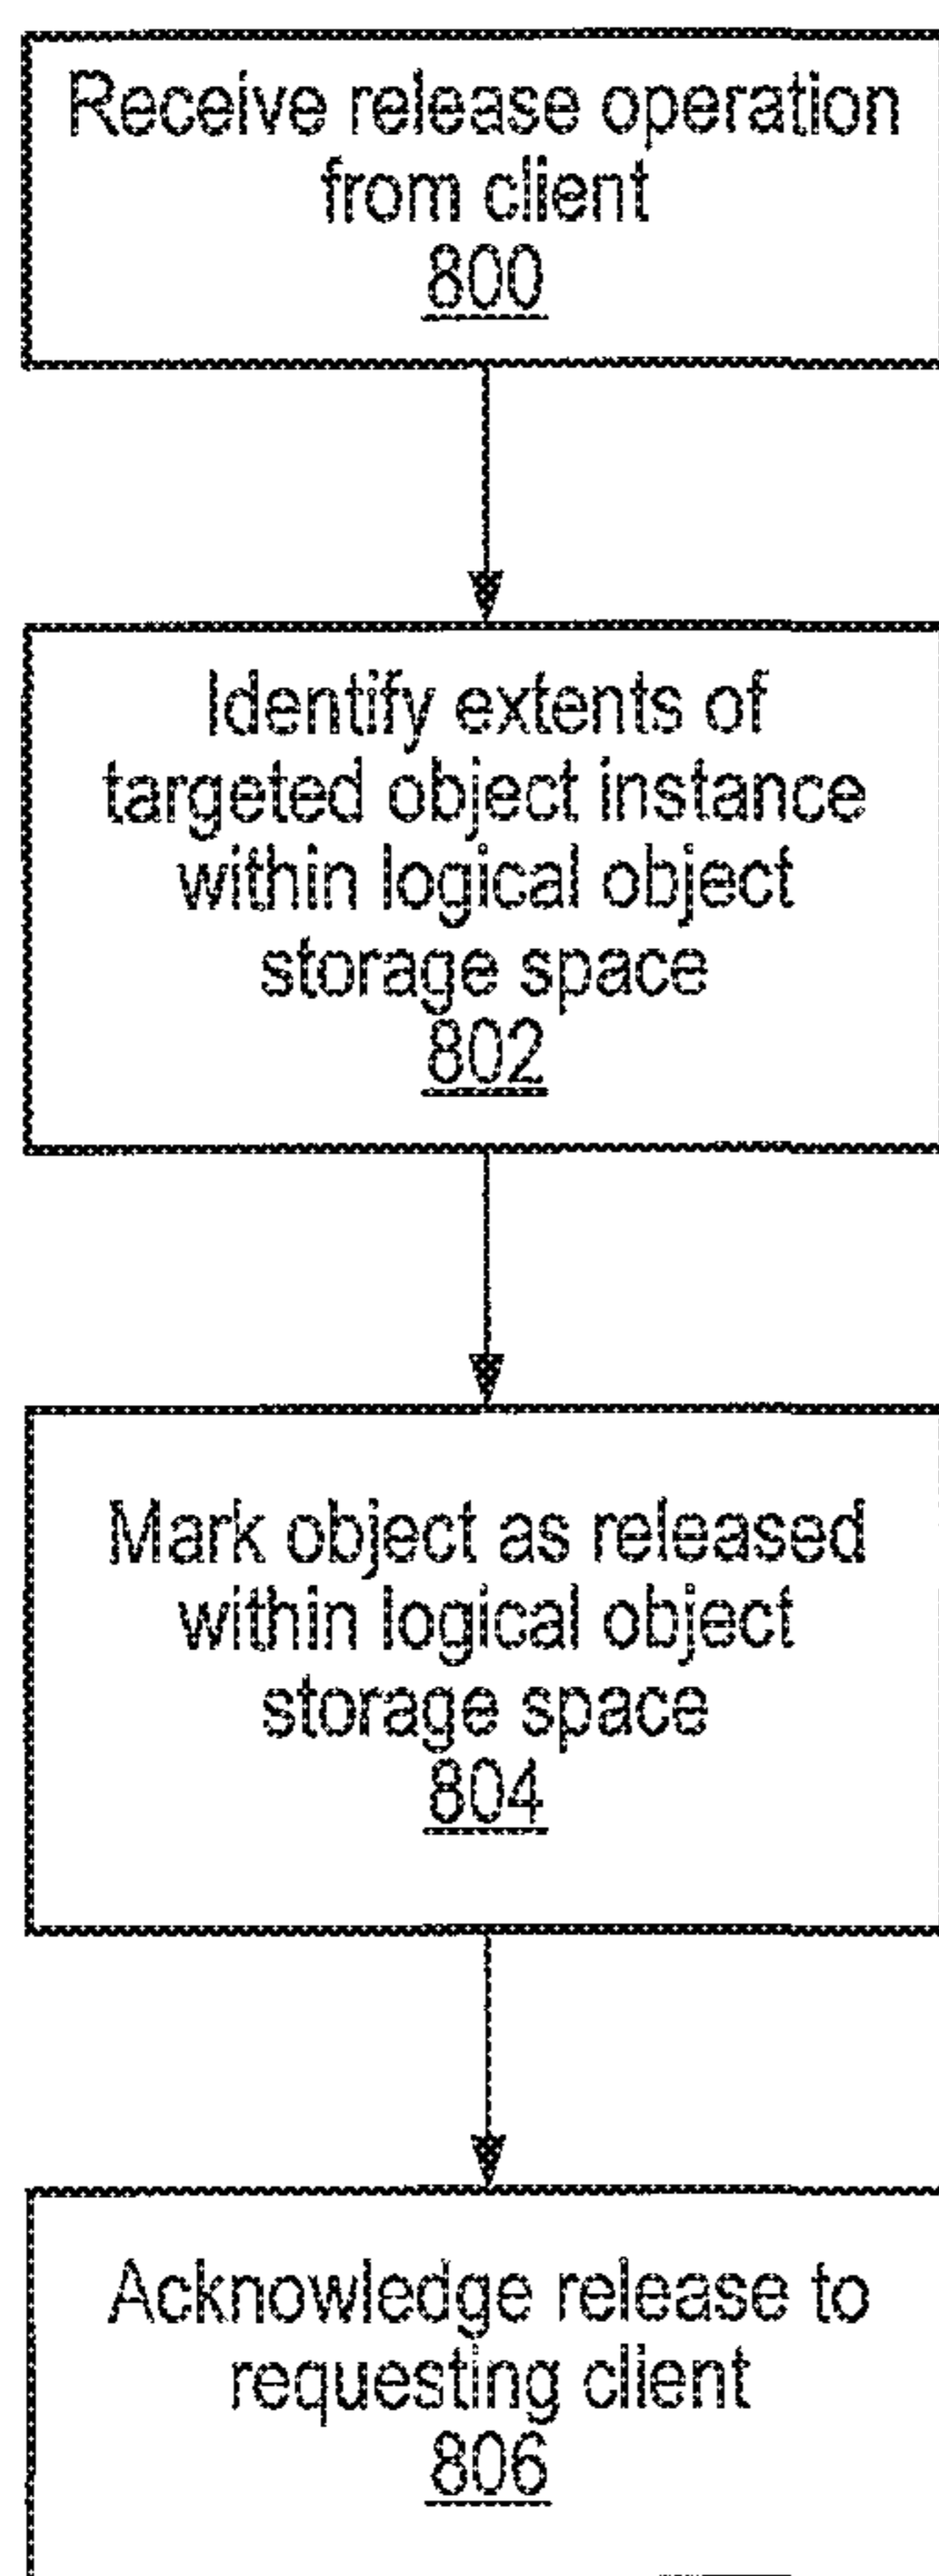 Receive release operation
from client
800
Identify extents of
targeted object instance
within logical object
storage space
802
Mark object as released
within logical object
storage space
804
Acknowledge release to
requesting client
806